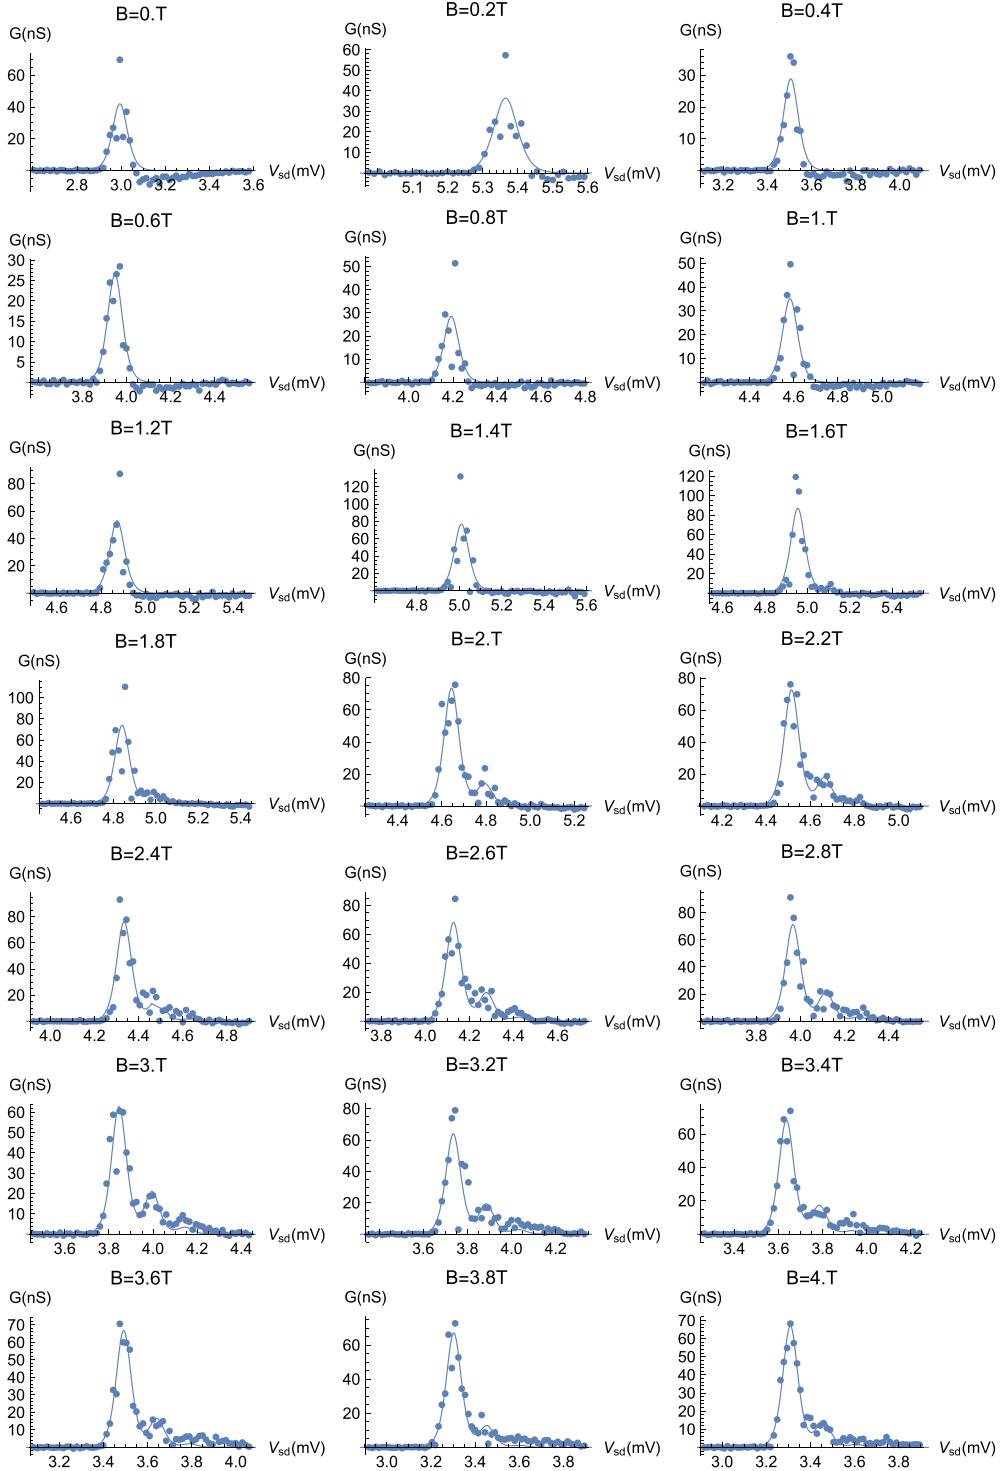 B=0.T B=0.2T B=0.4T
G(nS) G(nS) G(nS)
60 40 20
60 50 40 30 20 10
30 20 10
Vsd(mV) Vsd(mV) Vsd(mV)
2.8 3.0 3.2 3.4 3.6
5.1 5.2 5.3 5.4 5.5 5.6
3.2 3.4 3.6 3.8 4.0
B=0.6T B=0.8T B=1.T
G(nS) G(nS) G(nS)
30 25 20 15 10 5
50 40 30 20 10
50 40 30 20 10
Vsd(mV) Vsd(mV) Vsd(mV)
3.8 4.0 4.2 4.4
4.0 4.2 4.4 4.6 4.8
4.4 4.6 4.8 5.0
B=1.2T B=1.4T B=1.6T
G(nS) G(nS) G(nS)
80 60 40 20
120 100 80 60 40 20
120 100 80 60 40 20
Vsd(mV) Vsd(mV) Vsd(mV)
4.6 4.8 5.0 5.2 5.4
4.8 5.0 5.2 5.4 5.6
4.6 4.8 5.0 5.2 5.4
B=1.8T B=2.T B=2.2T
G(nS) G(nS) G(nS)
100 80 60 40 20
80 60 40 20
80 60 40 20
Vsd(mV) Vsd(mV) Vsd(mV)
4.6 4.8 5.0 5.2 5.4
4.4 4.6 4.8 5.0 5.2
4.2 4.4 4.6 4.8 5.0
B=2.4T B=2.6T B=2.8T
G(nS) G(nS) G(nS)
80 60 40 20
80 60 40 20
80 60 40 20
Vsd(mV) Vsd(mV) Vsd(mV)
4.0 4.2 4.4 4.6 4.8
3.8 4.0 4.2 4.4 4.6
3.8 4.0 4.2 4.4
B=3.T B=3.2T B=3.4T
G(nS) G(nS) G(nS)
60 50 40 30 20 10
80 60 40 20
60 40 20
Vsd(mV) Vsd(mV) Vsd(mV)
3.6 3.8 4.0 4.2 4.4
3.6 3.8 4.0 4.2
3.4 3.6 3.8 4.0 4.2
B=3.6T B=3.8T B=4.T
G(nS) G(nS) G(nS)
70 60 50 40 30 20 10
60 40 20
70 60 50 40 30 20 10
Vsd(mV) Vsd(mV) Vsd(mV)
3.2 3.4 3.6 3.8 4.0
3.0 3.2 3.4 3.6 3.8
3.0 3.2 3.4 3.6 3.8